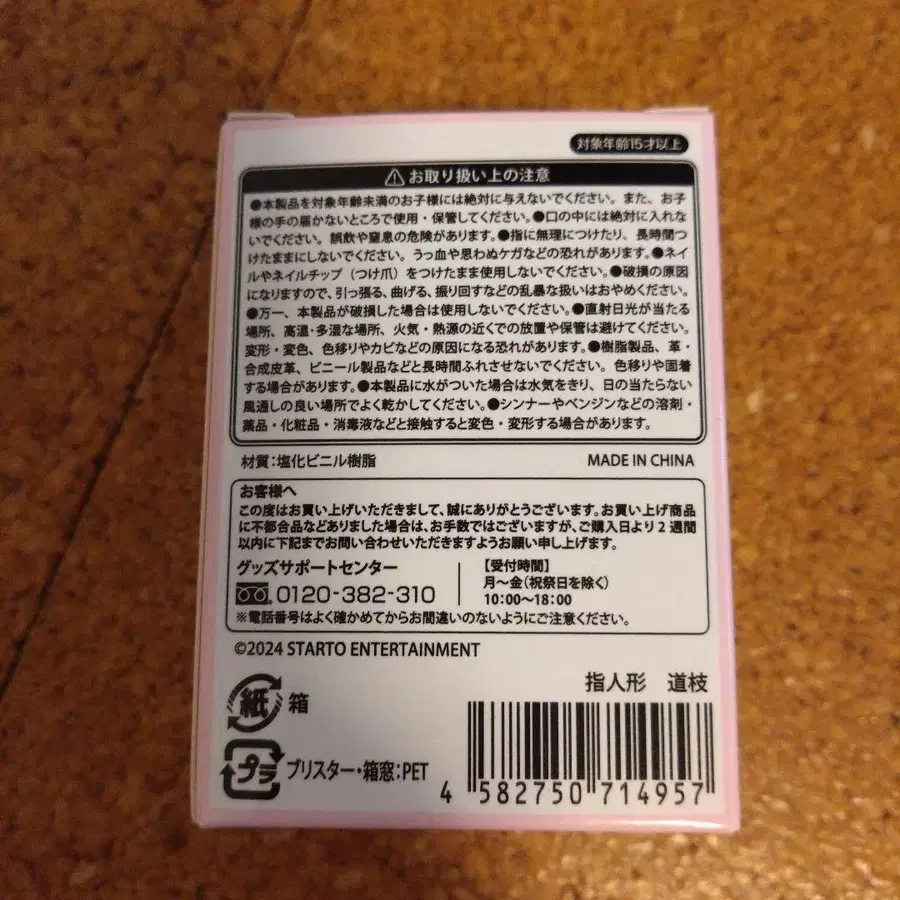 対象年齢15才以上
お取り扱い上の注意
●本製品を対象年齢未満のお子様には絶対に与えないでください。また、お子
様の手の届かないところで使用・保管してください。●口の中には絶対に入れな
いでください。誤飲や窒息の危険があります。●指に無理につけたり、長時間つ
けたままにしないでください。うっ血や思わぬケガなどの恐れがあります。●ネイ
ルやネイルチップ（つけ爪）をつけたまま使用しないでください。●破損の原因
になりますので、引っ張る、曲げる、振り回すなどの乱暴な扱いはおやめください。
●万一、本製品が破損した場合は使用しないでください。●直射日光が当たる
場所、高温・多湿な場所、火気・熱源の近くでの放置や保管は避けてください。
変形・変色、色移りやカビなどの原因になる恐れがあります。●樹脂製品、革・
合成皮革、ビニール製品などと長時間ふれさせないでください。色移りや固着
する場合があります。●本製品に水がついた場合は水気をきり、日の当たらない
風通しの良い場所でよく乾かしてください。●シンナーやベンジンなどの溶剤・
薬品・化粧品・消毒液などと接触すると変色・変形する場合があります。
材質：塩化ビニル樹脂 MADE IN CHINA
お客様へ
この度はお買い上げいただきまして、誠にありがとうございます。お買い上げ商品
に不都合品などありました場合は、お手数ではございますが、ご購入日より2週間
以内に下記までお問い合わせいただきますようお願い申し上げます。
グッズサポートセンター
0120-382-310
【受付時間】
月～金（祝祭日を除く）
10:00～18:00
※電話番号はよく確かめてからお間違いのないようにご注意ください。
©2024 STARTO ENTERTAINMENT
指人形 道枝
紙 箱
プラ ブリスター・箱窓：PET
4 582750 714957